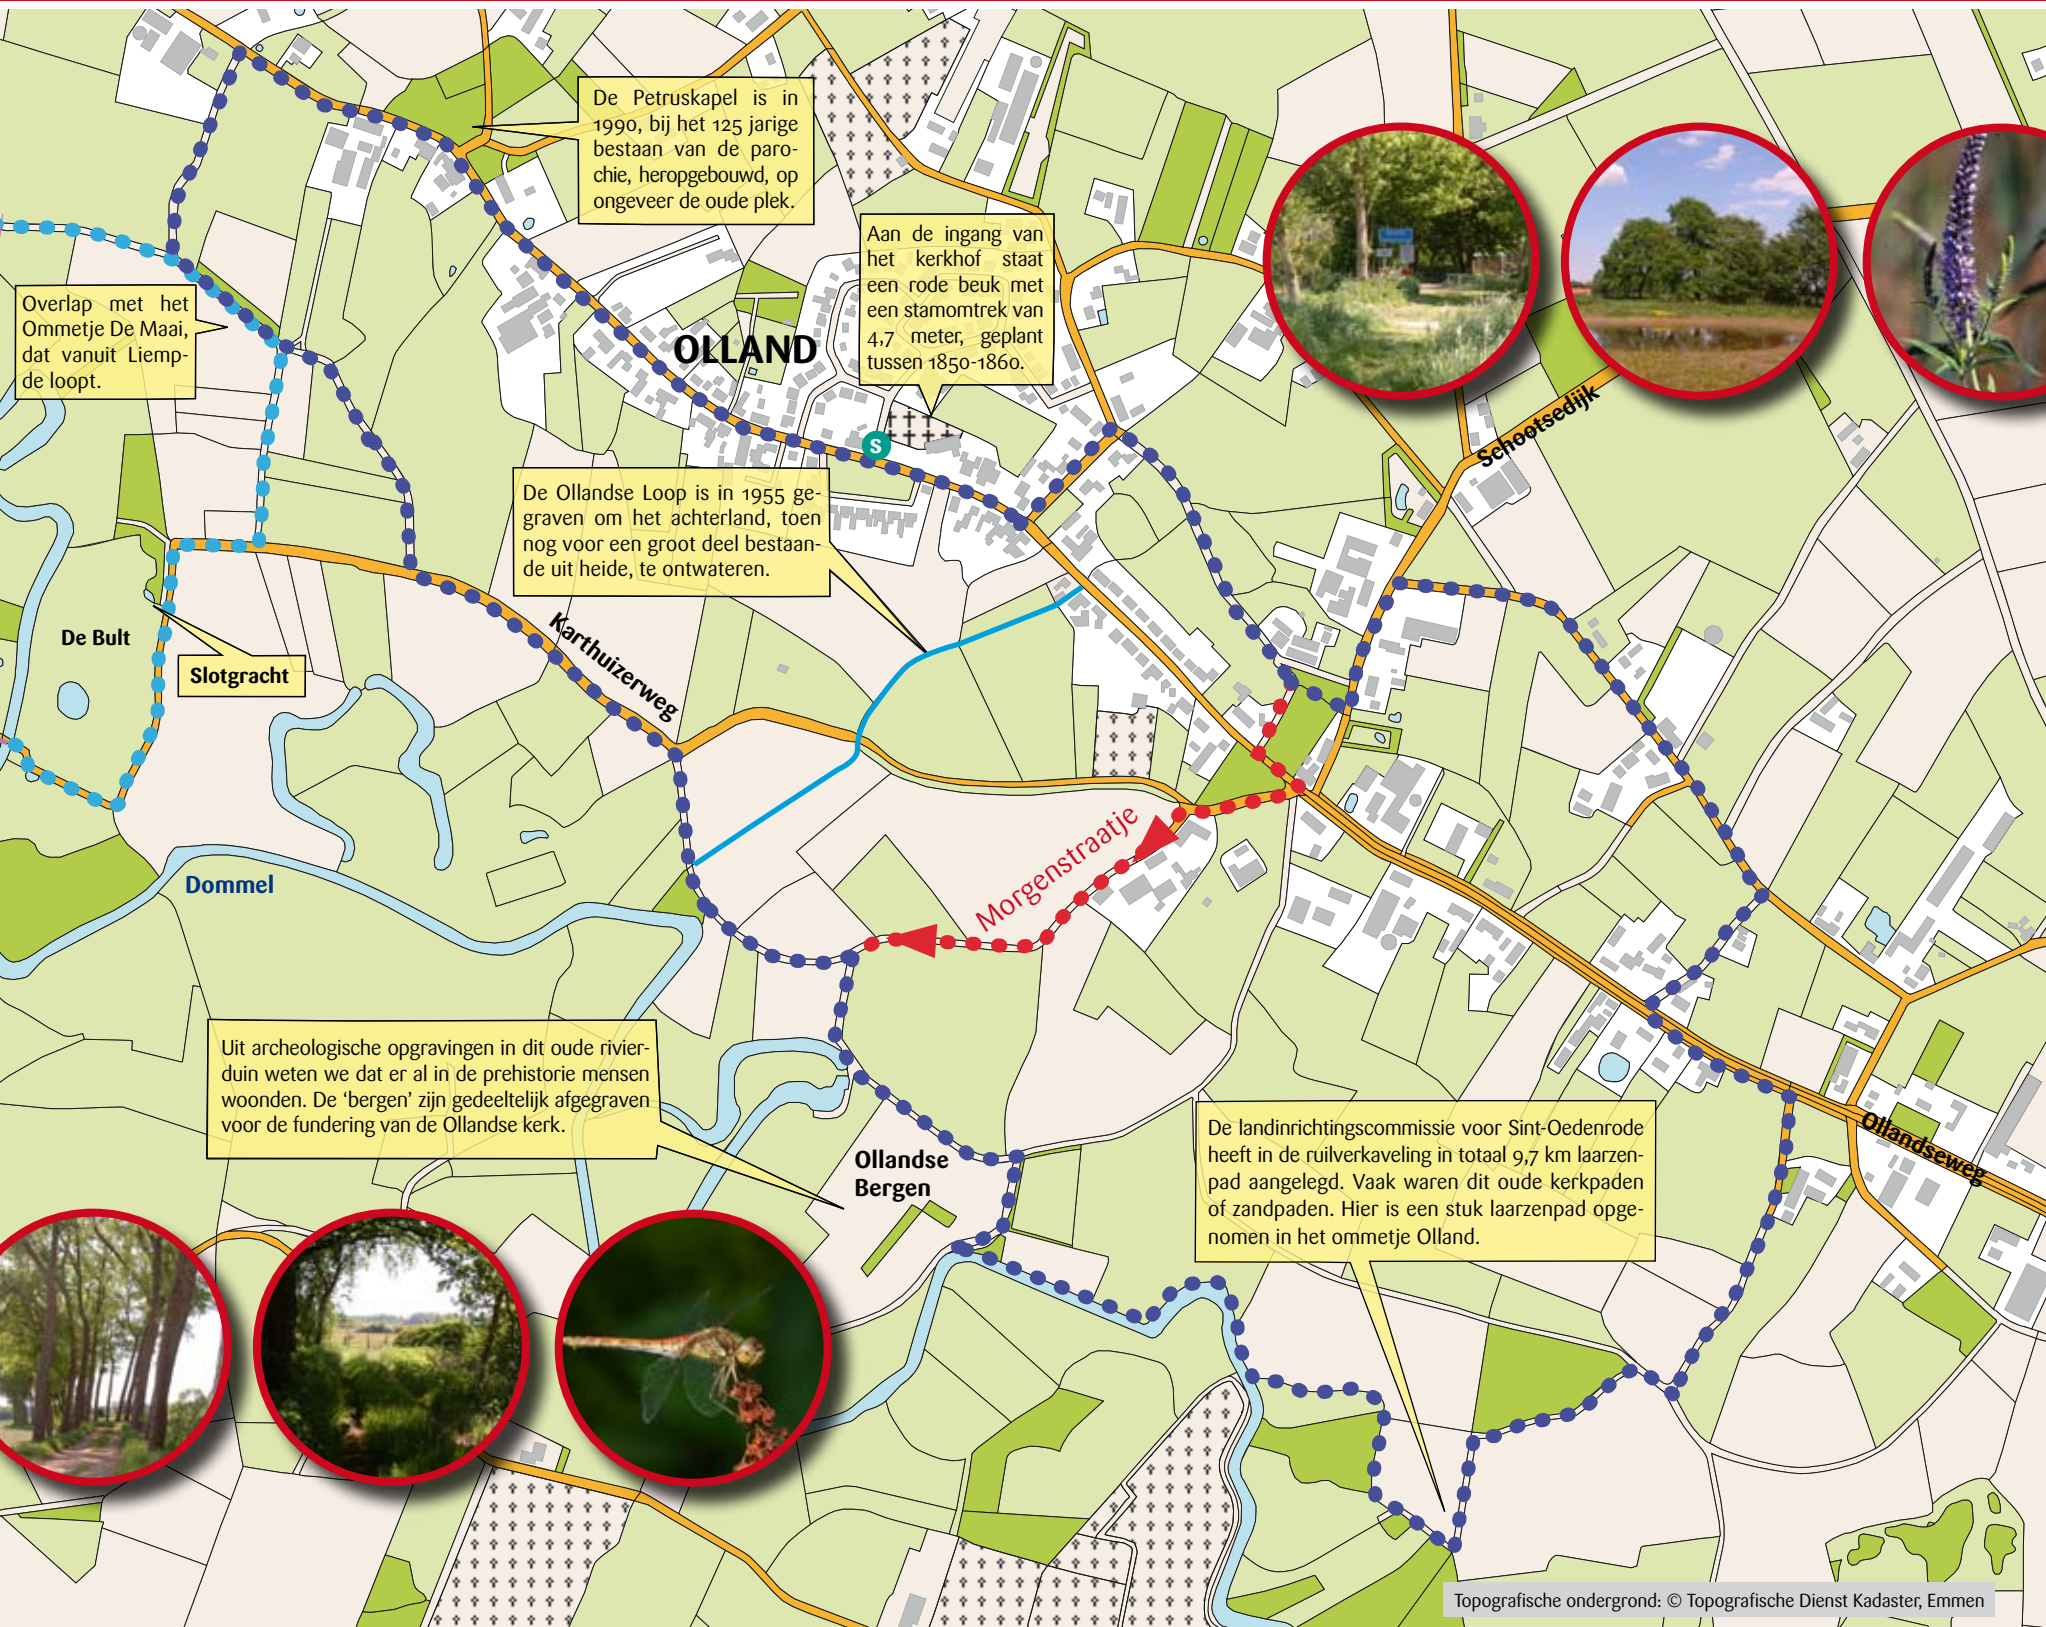 De Petruskapel is in
1990, bij het 125 jarige
bestaan van de paro-
chie, heropgebouwd, op
ongeveer de oude plek.
Aan de ingang van
het kerkhof staat
een rode beuk met
een stamomtrek van
4,7 meter, geplant
tussen 1850-1860.
Overlap met het
Ommetje De Maai,
dat vanuit Liemp-
de loopt.
OLLAND
S
Schootsedijk
De Ollandse Loop is in 1955 ge-
graven om het achterland, toen
nog voor een groot deel bestaan-
de uit heide, te ontwateren.
De Bult
Slotgracht
Karthuizerweg
Morgenstraatje
Dommel
Uit archeologische opgravingen in dit oude rivier-
duin weten we dat er al in de prehistorie mensen
woonden. De ‘bergen’ zijn gedeeltelijk afgegraven
voor de fundering van de Ollandse kerk.
Ollandse
Bergen
De landinrichtingscommissie voor Sint-Oedenrode
heeft in de ruilverkaveling in totaal 9,7 km laarzen-
pad aangelegd. Vaak waren dit oude kerkpaden
of zandpaden. Hier is een stuk laarzenpad opge-
nomen in het ommetje Olland.
Ollandseweg
Topografische ondergrond: © Topografische Dienst Kadaster, Emmen